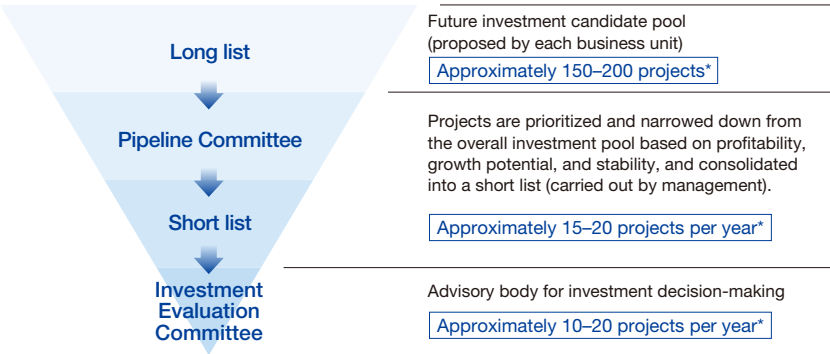 Long list
Future investment candidate pool
(proposed by each business unit)
Approximately 150–200 projects*
Pipeline Committee
Projects are prioritized and narrowed down from
the overall investment pool based on profitability,
growth potential, and stability, and consolidated
into a short list (carried out by management).
Short list
Approximately 15–20 projects per year*
Investment
Evaluation
Committee
Advisory body for investment decision-making
Approximately 10–20 projects per year*